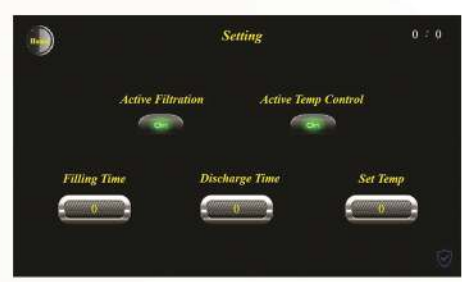 Home
Setting
0 : 0
Active Filtration
Active Temp Control
On
On
Filling Time
Discharge Time
Set Temp
0
0
0